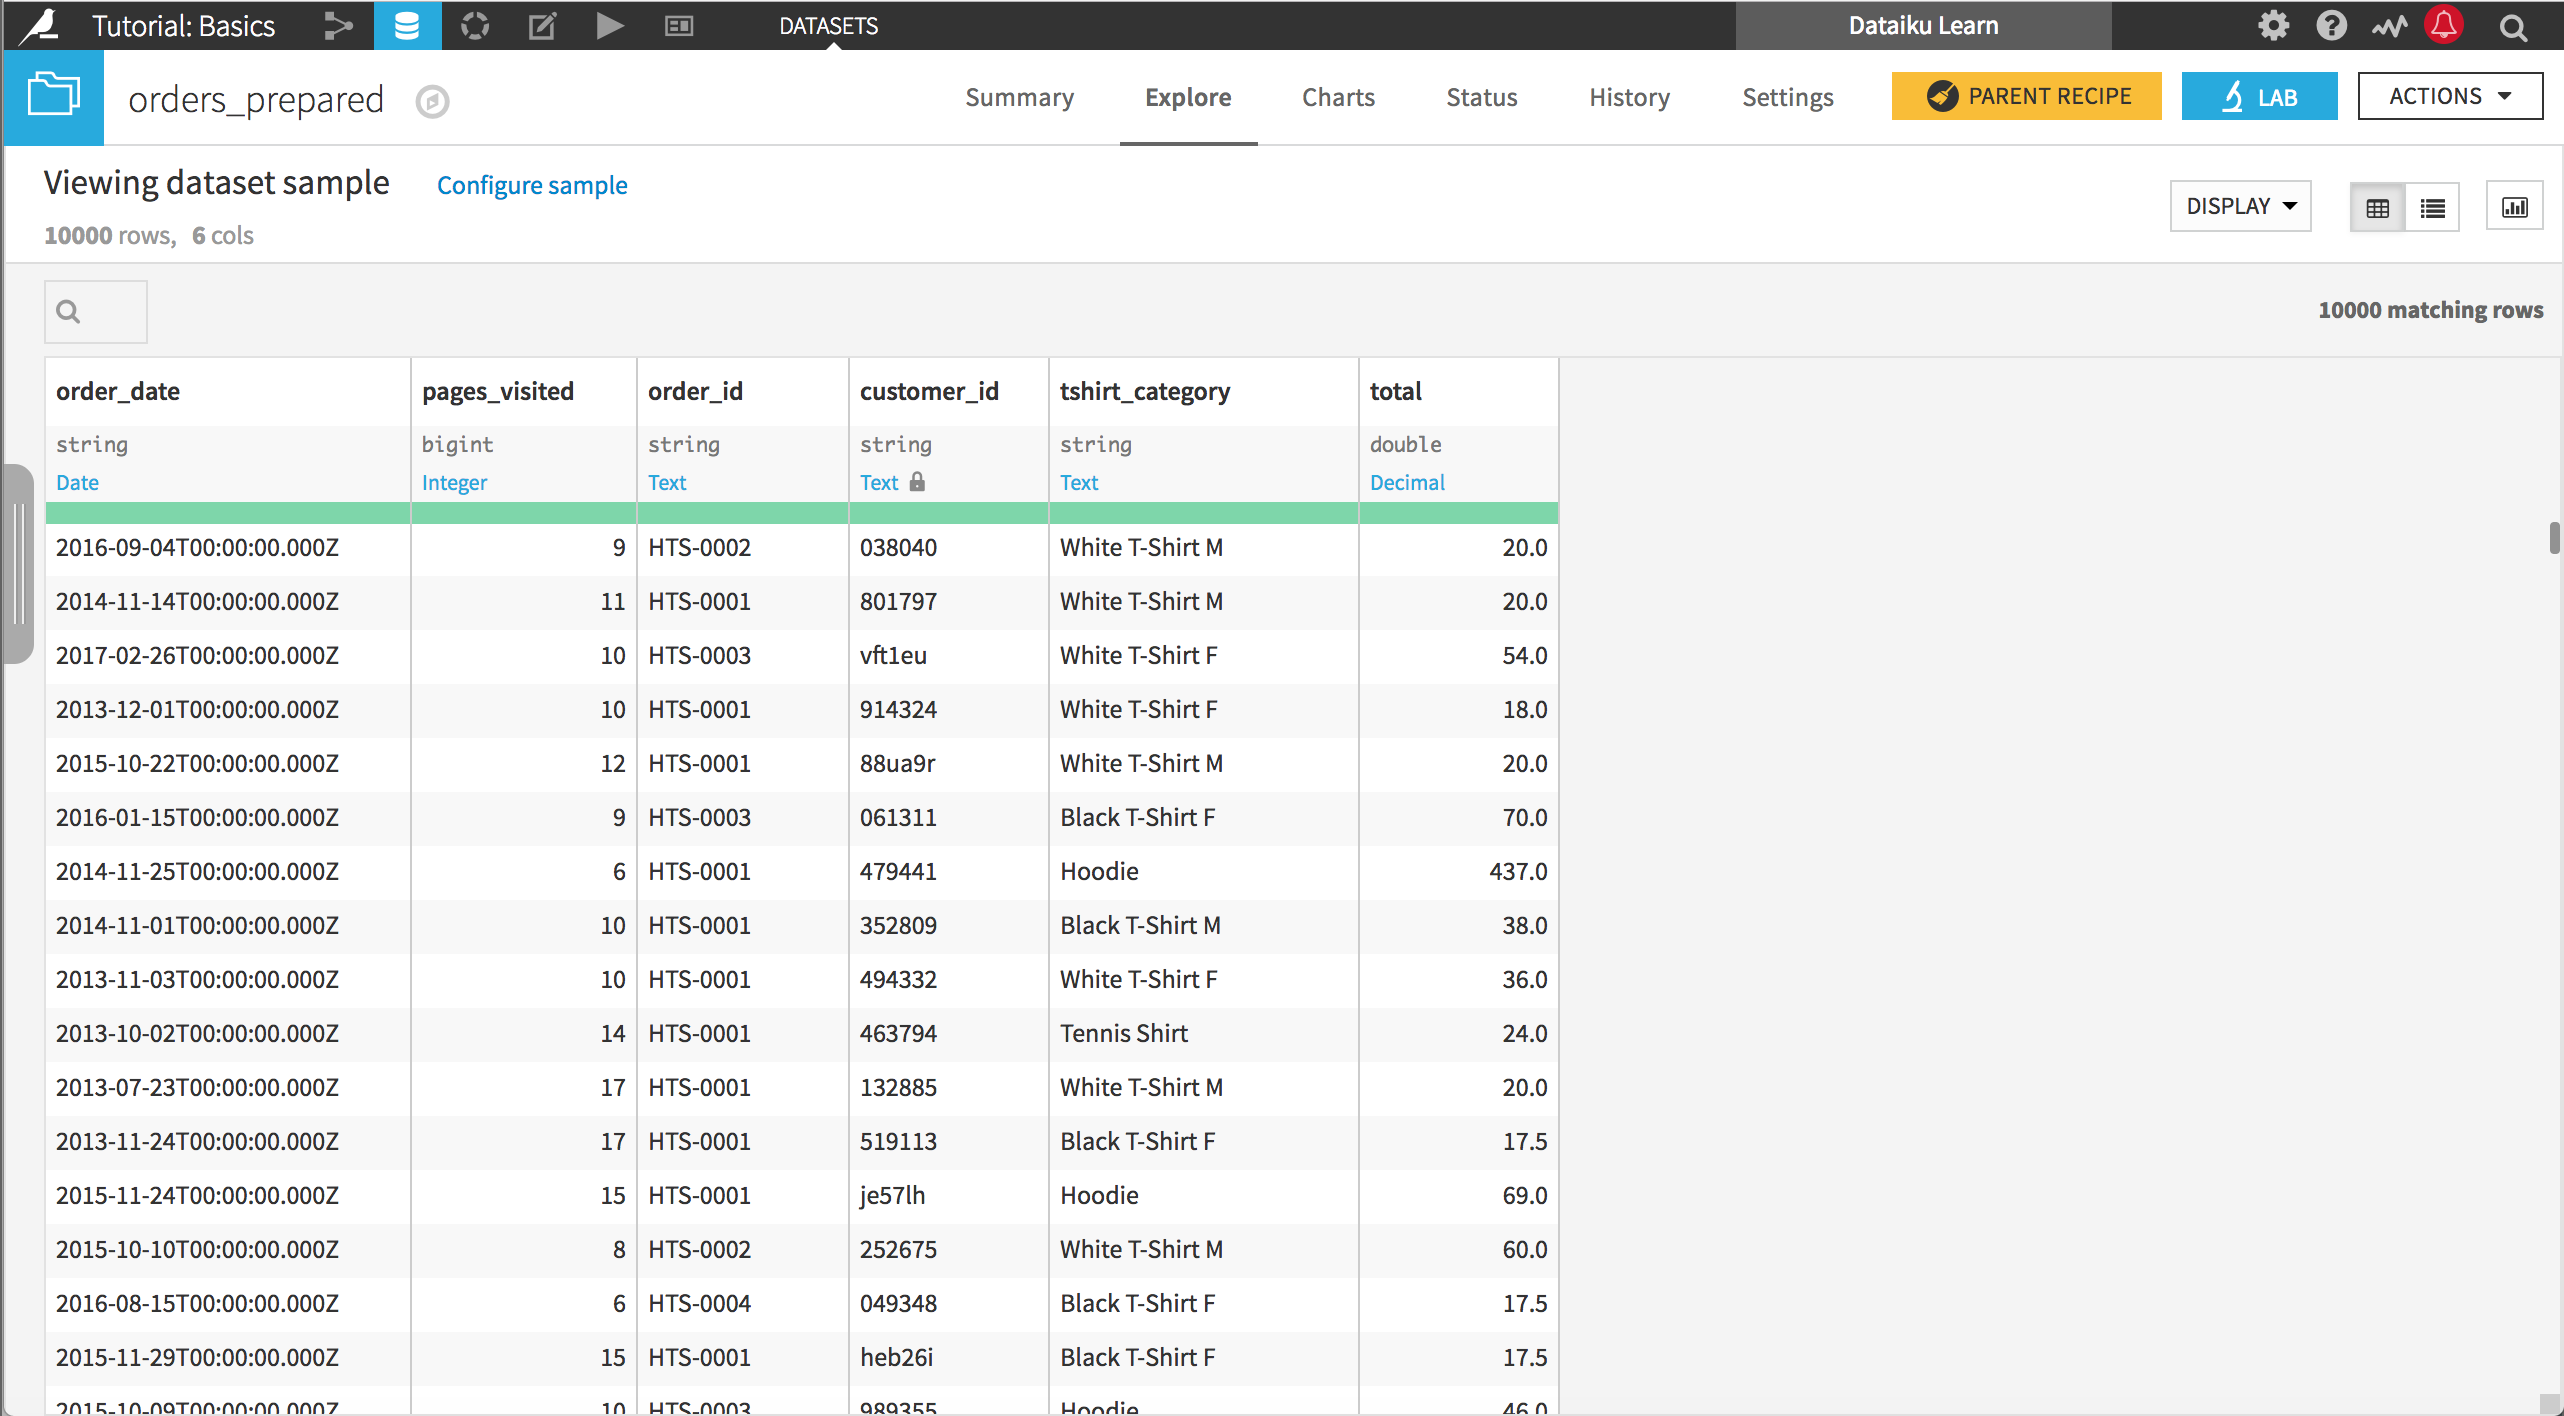 Tutorial: Basics DATASETS Dataiku Learn
orders_prepared Summary Explore Charts Status History Settings PARENT RECIPE LAB ACTIONS
Viewing dataset sample Configure sample
DISPLAY
10000 rows, 6 cols
10000 matching rows
order_date pages_visited order_id customer_id tshirt_category total
string bigint string string string double
Date Integer Text Text Text Decimal
2016-09-04T00:00:00.000Z 9 HTS-0002 038040 White T-Shirt M 20.0
2014-11-14T00:00:00.000Z 11 HTS-0001 801797 White T-Shirt M 20.0
2017-02-26T00:00:00.000Z 10 HTS-0003 vft1eu White T-Shirt F 54.0
2013-12-01T00:00:00.000Z 10 HTS-0001 914324 White T-Shirt F 18.0
2015-10-22T00:00:00.000Z 12 HTS-0001 88ua9r White T-Shirt M 20.0
2016-01-15T00:00:00.000Z 9 HTS-0003 061311 Black T-Shirt F 70.0
2014-11-25T00:00:00.000Z 6 HTS-0001 479441 Hoodie 437.0
2014-11-01T00:00:00.000Z 10 HTS-0001 352809 Black T-Shirt M 38.0
2013-11-03T00:00:00.000Z 10 HTS-0001 494332 White T-Shirt F 36.0
2013-10-02T00:00:00.000Z 14 HTS-0001 463794 Tennis Shirt 24.0
2013-07-23T00:00:00.000Z 17 HTS-0001 132885 White T-Shirt M 20.0
2013-11-24T00:00:00.000Z 17 HTS-0001 519113 Black T-Shirt F 17.5
2015-11-24T00:00:00.000Z 15 HTS-0001 je57lh Hoodie 69.0
2015-10-10T00:00:00.000Z 8 HTS-0002 252675 White T-Shirt M 60.0
2016-08-15T00:00:00.000Z 6 HTS-0004 049348 Black T-Shirt F 17.5
2015-11-29T00:00:00.000Z 15 HTS-0001 heb26i Black T-Shirt F 17.5
2015-10-09T00:00:00.000Z 10 HTS-0003 989355 Hoodie 46.0